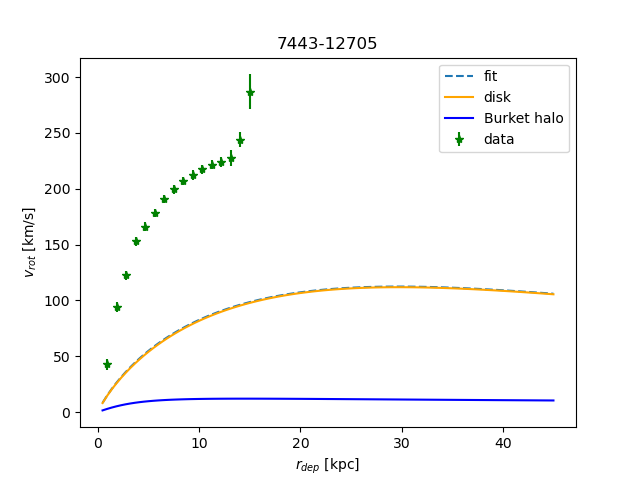 7443-12705
300
250
200
150
100
50
0
v_rot [km/s]
fit
disk
Burket halo
data
0 10 20 30 40
r_dep [kpc]